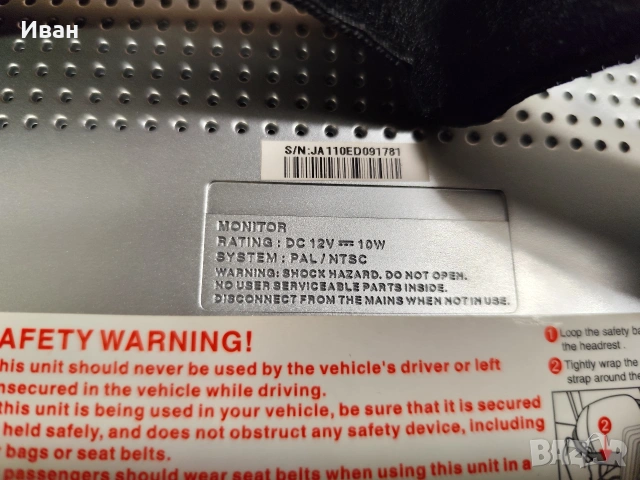 Иван
S/N:JA110ED091781
MONITOR
RATING : DC 12V ⎓ 10W
SYSTEM : PAL/NTSC
WARNING: SHOCK HAZARD. DO NOT OPEN.
NO USER SERVICEABLE PARTS INSIDE.
DISCONNECT FROM THE MAINS WHEN NOT IN USE.
AFETY WARNING!
his unit should never be used by the vehicle's driver or left
nsecured in the vehicle while driving.
this unit is being used in your vehicle, be sure that it is secured
held safely, and does not obstruct any safety device, including
r bags or seat belts.
passengers should wear seat belts when using this unit in a
1 Loop the safety ba
the headrest .
2 Tightly wrap the
strap around the
2
BAZAR